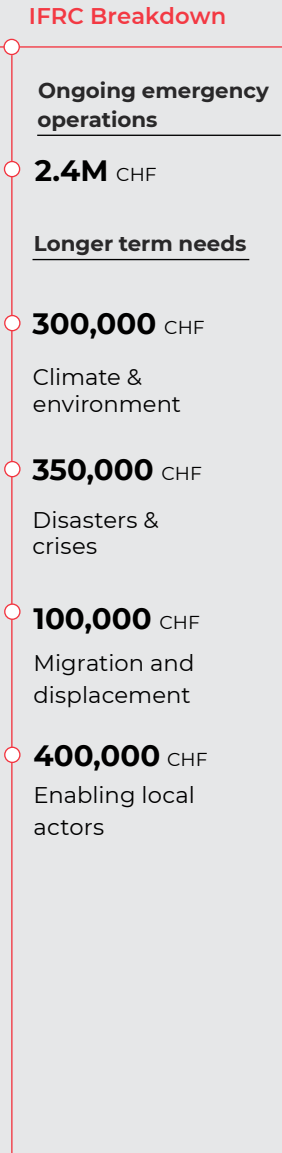 IFRC Breakdown
Ongoing emergency
operations
2.4M CHF
Longer term needs
300,000 CHF
Climate &
environment
350,000 CHF
Disasters &
crises
100,000 CHF
Migration and
displacement
400,000 CHF
Enabling local
actors